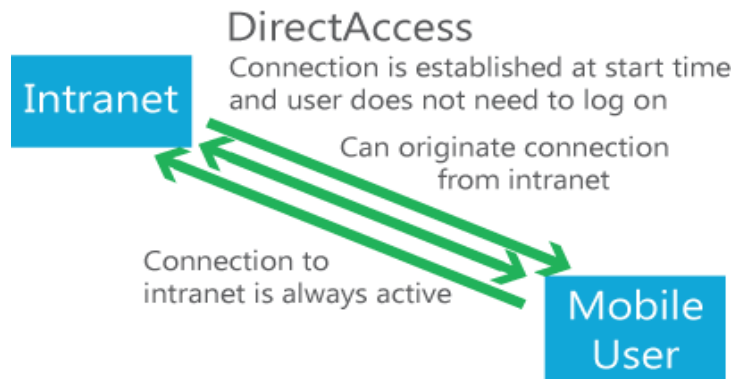 DirectAccess
Connection is established at start time
and user does not need to log on
Intranet
Can originate connection
from intranet
Connection to
intranet is always active
Mobile
User